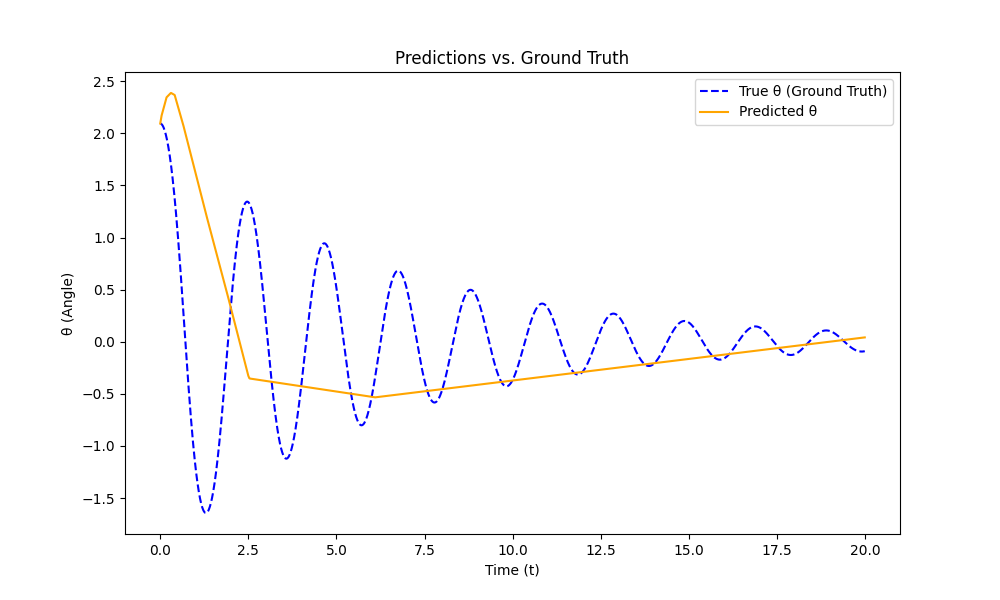 Predictions vs. Ground Truth
True θ (Ground Truth)
Predicted θ
θ (Angle)
2.5
2.0
1.5
1.0
0.5
0.0
−0.5
−1.0
−1.5
0.0 2.5 5.0 7.5 10.0 12.5 15.0 17.5 20.0
Time (t)